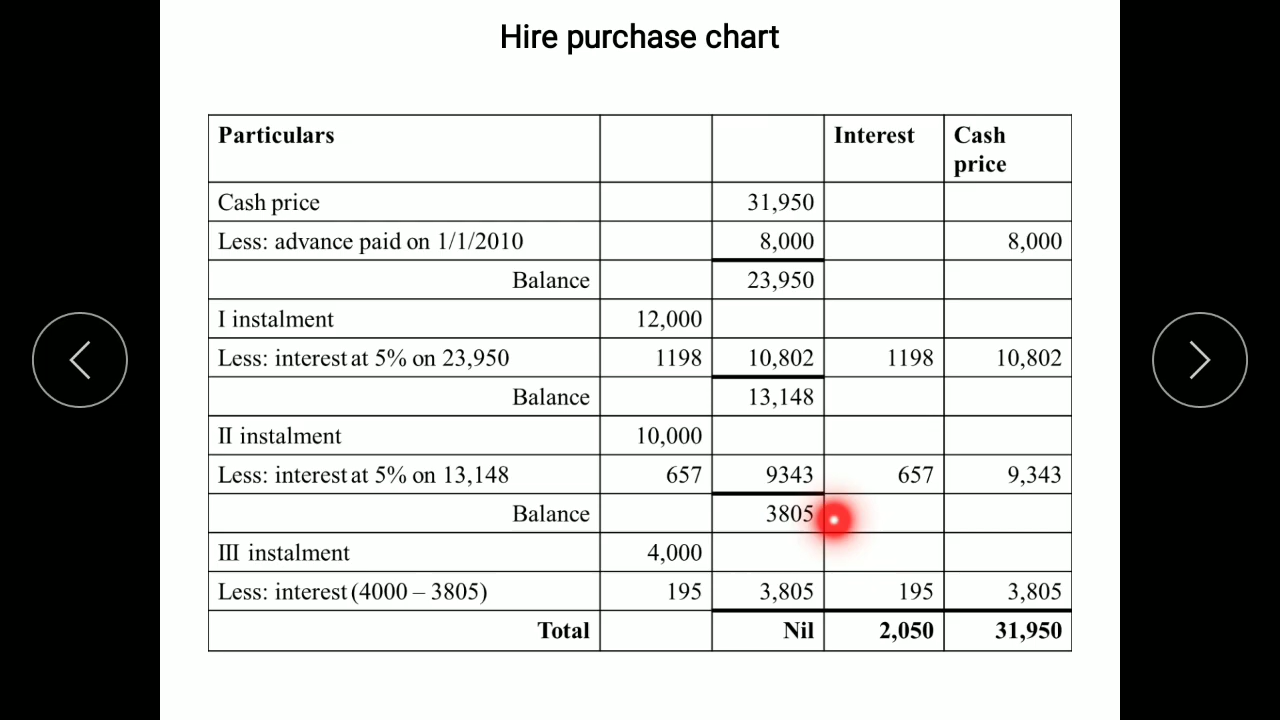 Hire purchase chart
Particulars Interest Cash price
Cash price 31,950
Less: advance paid on 1/1/2010 8,000 8,000
Balance 23,950
I instalment 12,000
Less: interest at 5% on 23,950 1198 10,802 1198 10,802
Balance 13,148
II instalment 10,000
Less: interest at 5% on 13,148 657 9343 657 9,343
Balance 3805
III instalment 4,000
Less: interest (4000 – 3805) 195 3,805 195 3,805
Total Nil 2,050 31,950